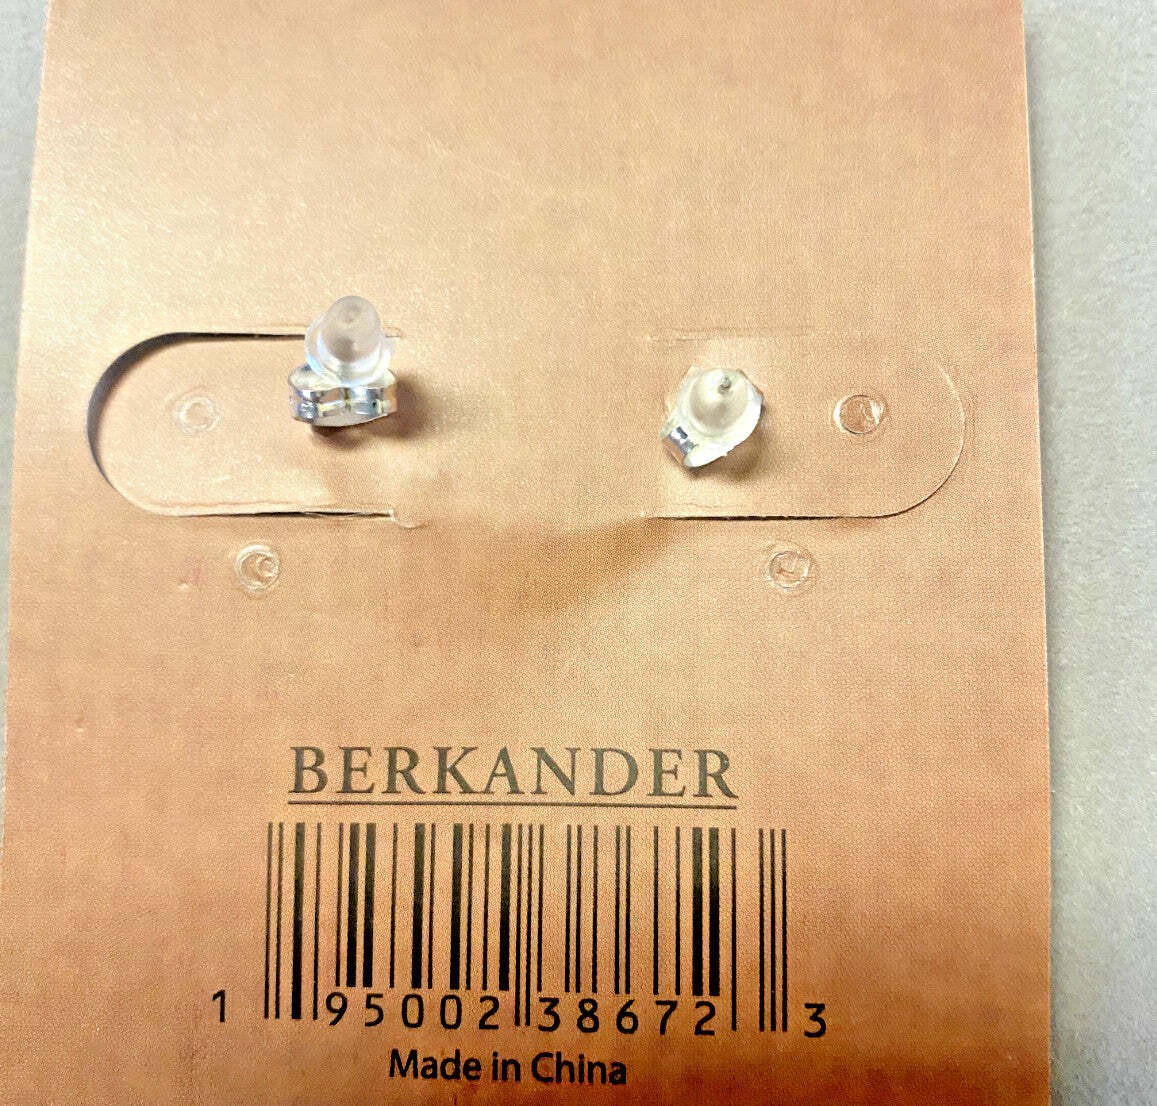 BERKANDER
1 95002 38672 3
Made in China